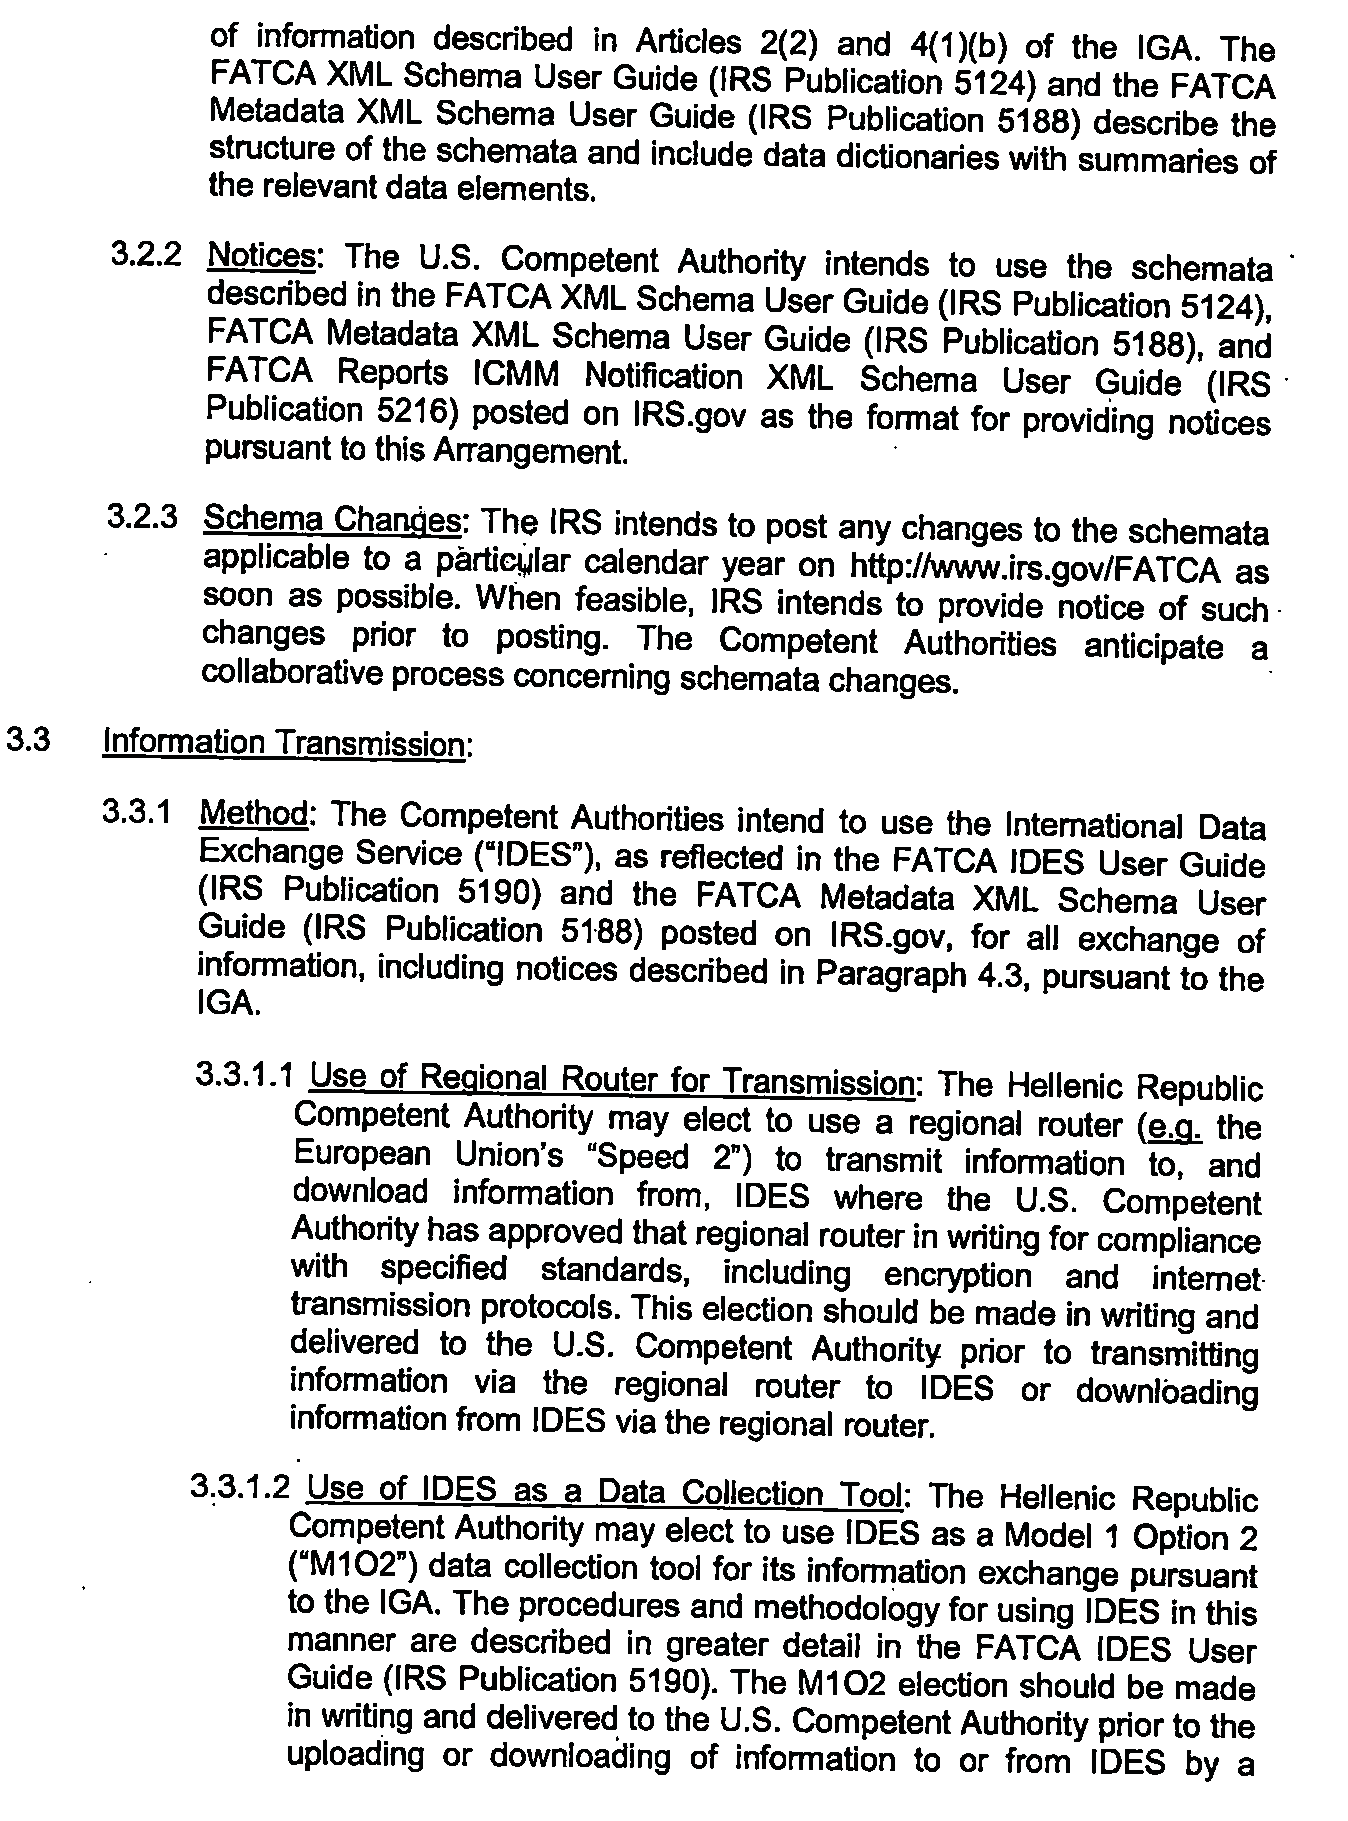 of information described in Articles 2(2) and 4(1)(b) of the IGA. The
FATCA XML Schema User Guide (IRS Publication 5124) and the FATCA
Metadata XML Schema User Guide (IRS Publication 5188) describe the
structure of the schemata and include data dictionaries with summaries of
the relevant data elements.
3.2.2 Notices: The U.S. Competent Authority intends to use the schemata
described in the FATCA XML Schema User Guide (IRS Publication 5124),
FATCA Metadata XML Schema User Guide (IRS Publication 5188), and
FATCA Reports ICMM Notification XML Schema User Guide (IRS
Publication 5216) posted on IRS.gov as the format for providing notices
pursuant to this Arrangement.
3.2.3 Schema Changes: The IRS intends to post any changes to the schemata
applicable to a particular calendar year on http://www.irs.gov/FATCA as
soon as possible. When feasible, IRS intends to provide notice of such
changes prior to posting. The Competent Authorities anticipate a
collaborative process concerning schemata changes.
3.3 Information Transmission:
3.3.1 Method: The Competent Authorities intend to use the International Data
Exchange Service ("IDES"), as reflected in the FATCA IDES User Guide
(IRS Publication 5190) and the FATCA Metadata XML Schema User
Guide (IRS Publication 5188) posted on IRS.gov, for all exchange of
information, including notices described in Paragraph 4.3, pursuant to the
IGA.
3.3.1.1 Use of Regional Router for Transmission: The Hellenic Republic
Competent Authority may elect to use a regional router (e.g. the
European Union's "Speed 2") to transmit information to, and
download information from, IDES where the U.S. Competent
Authority has approved that regional router in writing for compliance
with specified standards, including encryption and internet
transmission protocols. This election should be made in writing and
delivered to the U.S. Competent Authority prior to transmitting
information via the regional router to IDES or downloading
information from IDES via the regional router.
3.3.1.2 Use of IDES as a Data Collection Tool: The Hellenic Republic
Competent Authority may elect to use IDES as a Model 1 Option 2
("M1O2") data collection tool for its information exchange pursuant
to the IGA. The procedures and methodology for using IDES in this
manner are described in greater detail in the FATCA IDES User
Guide (IRS Publication 5190). The M1O2 election should be made
in writing and delivered to the U.S. Competent Authority prior to the
uploading or downloading of information to or from IDES by a